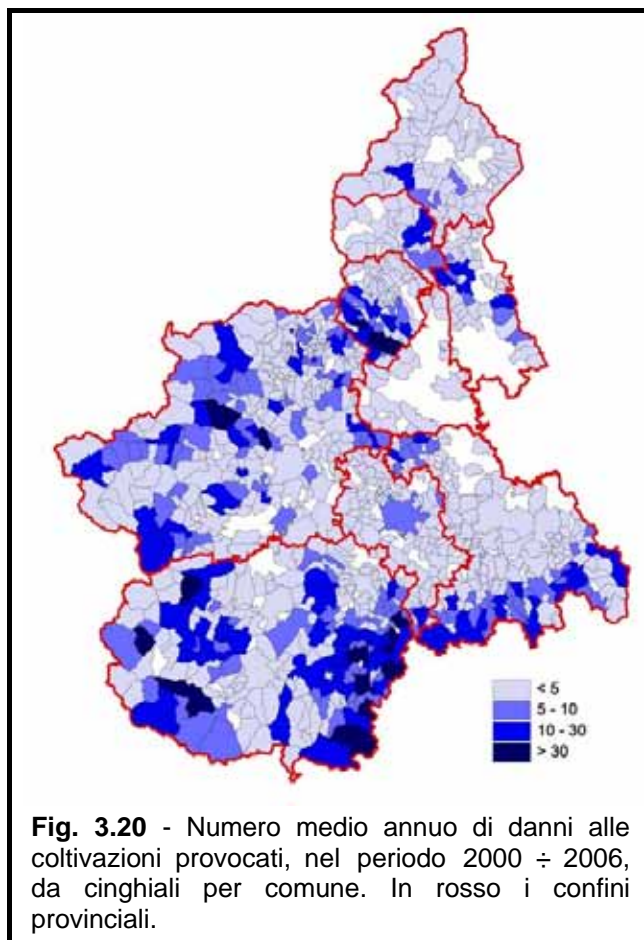 < 5
5 - 10
10 - 30
> 30
Fig. 3.20 - Numero medio annuo di danni alle
coltivazioni provocati, nel periodo 2000 ÷ 2006,
da cinghiali per comune. In rosso i confini
provinciali.